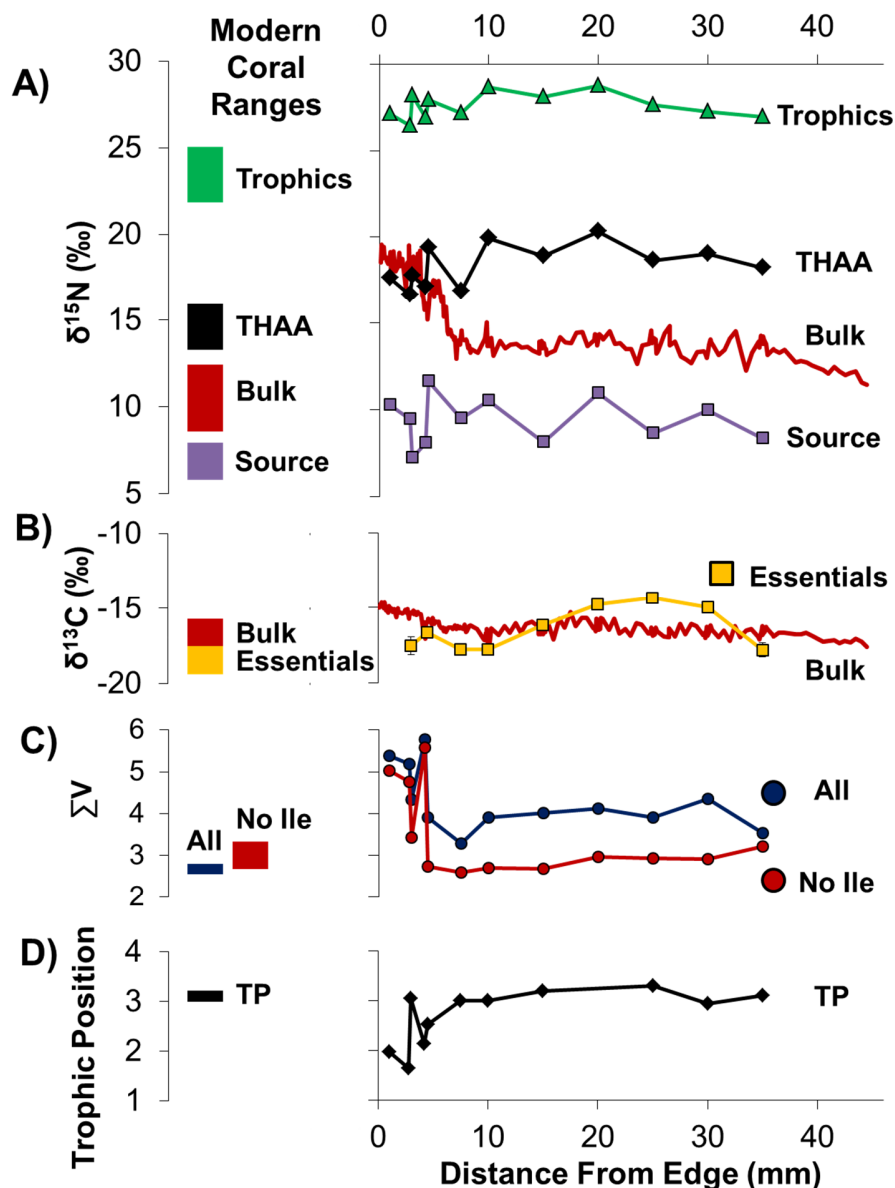 Modern
Coral
Ranges
0 10 20 30 40
A)
30
25
20
15
10
5
δ¹⁵N (‰)
Trophics
THAA
Bulk
Source
Trophics
THAA
Bulk
Source
B)
-10
-15
-20
δ¹³C (‰)
Bulk
Essentials
Essentials
Bulk
C)
6
5
4
3
2
∑V
All
No Ile
All
No Ile
D)
4
3
2
1
Trophic Position
TP
TP
0 10 20 30 40
Distance From Edge (mm)